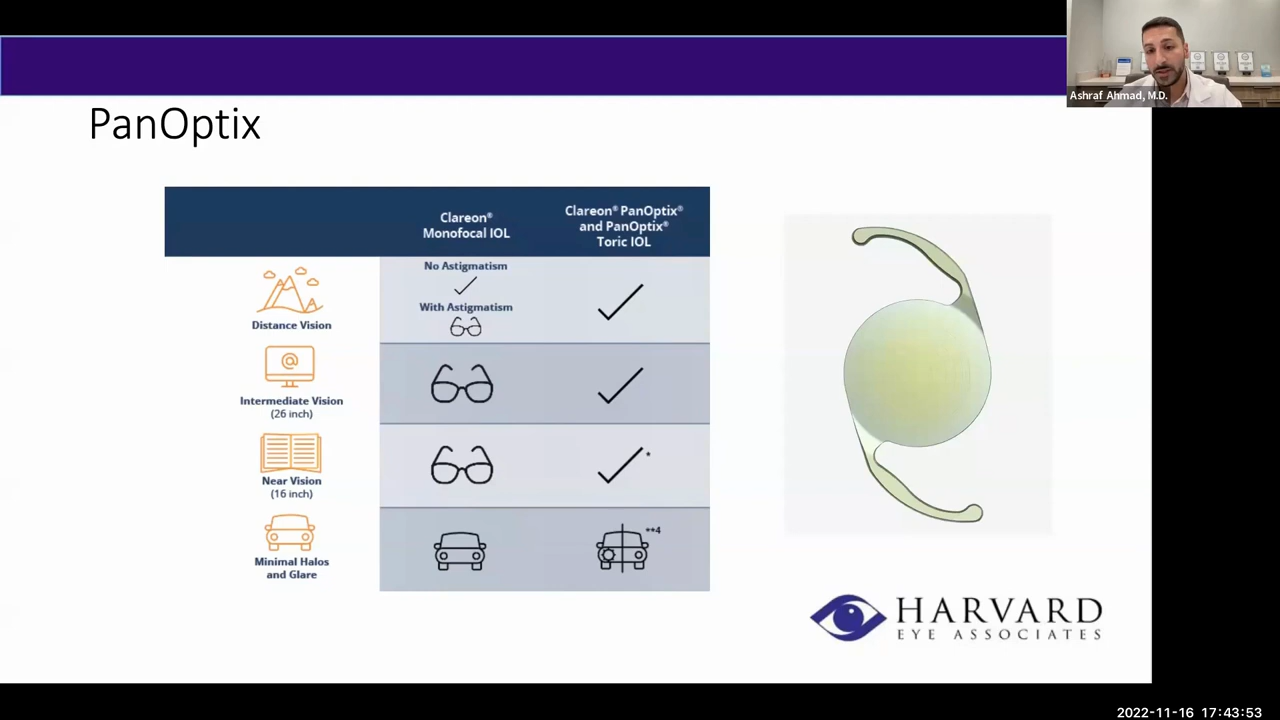 Ashraf Ahmad, M.D.
PanOptix
Clareon®
Monofocal IOL
Clareon® PanOptix®
and PanOptix®
Toric IOL
No Astigmatism
With Astigmatism
Distance Vision
@
Intermediate Vision
(26 inch)
Near Vision
(16 inch)
*
Minimal Halos
and Glare
**4
HARVARD
EYE ASSOCIATES
2022-11-16 17:43:53